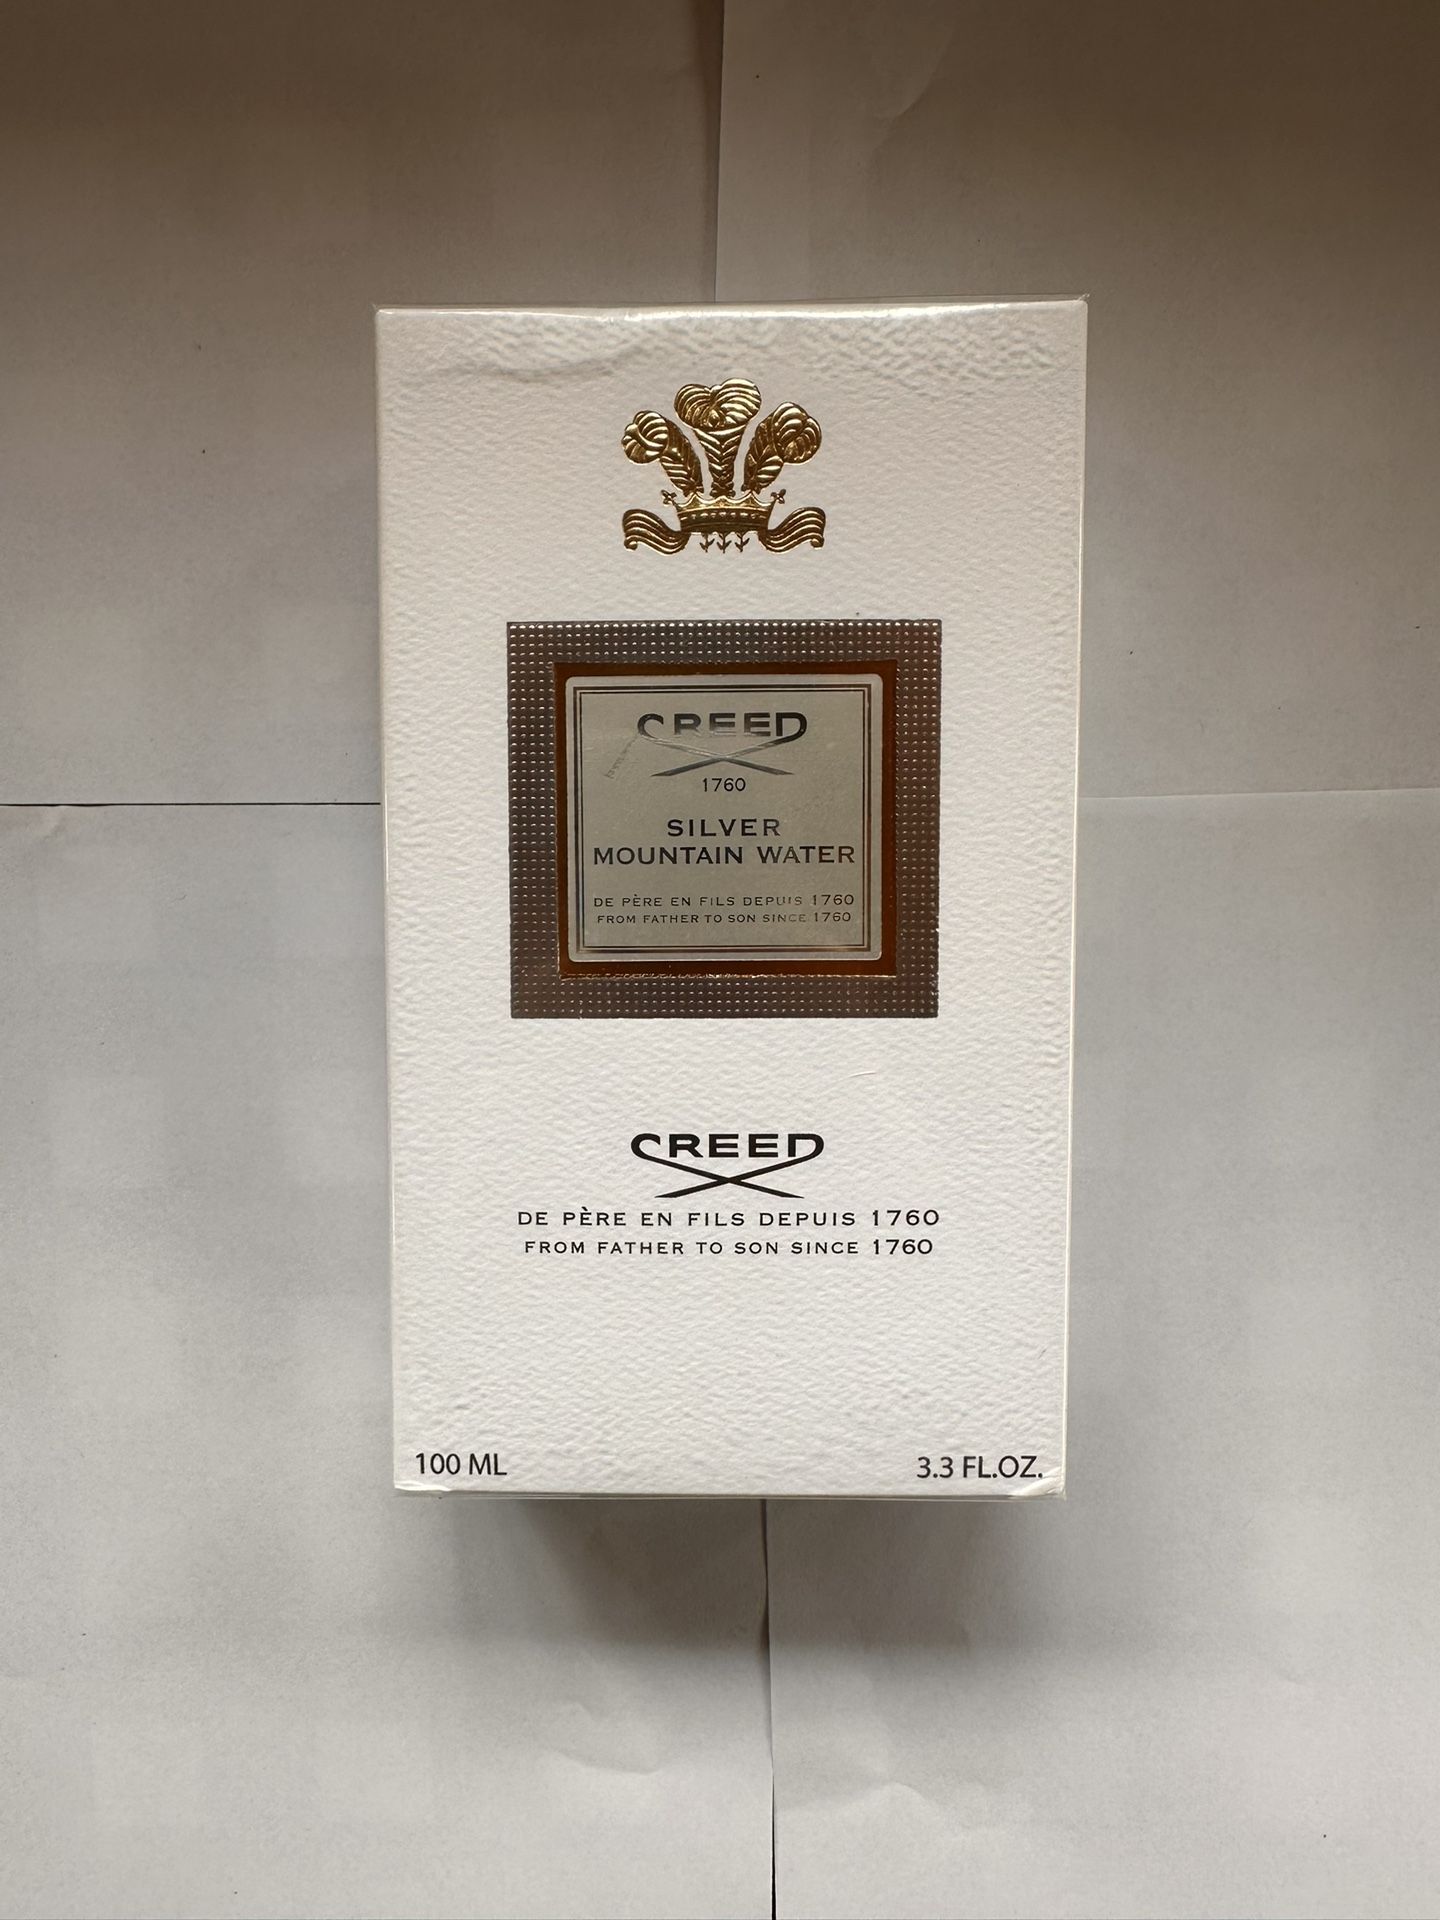 CREED
1760
SILVER
MOUNTAIN WATER
DE PÈRE EN FILS DEPUIS 1760
FROM FATHER TO SON SINCE 1760
CREED
DE PÈRE EN FILS DEPUIS 1760
FROM FATHER TO SON SINCE 1760
100 ML
3.3 FL.OZ.